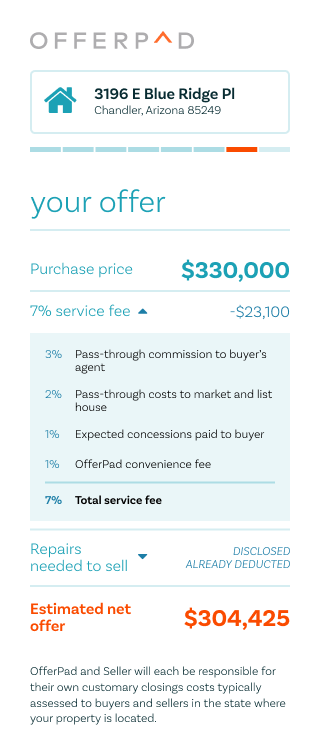 OFFERPAD
3196 E Blue Ridge Pl
Chandler, Arizona 85249
your offer
Purchase price $330,000
7% service fee -$23,100
3% Pass-through commission to buyer's
agent
2% Pass-through costs to market and list
house
1% Expected concessions paid to buyer
1% OfferPad convenience fee
7% Total service fee
Repairs
needed to sell
DISCLOSED
ALREADY DEDUCTED
Estimated net
offer
$304,425
OfferPad and Seller will each be responsible for
their own customary closings costs typically
assessed to buyers and sellers in the state where
your property is located.